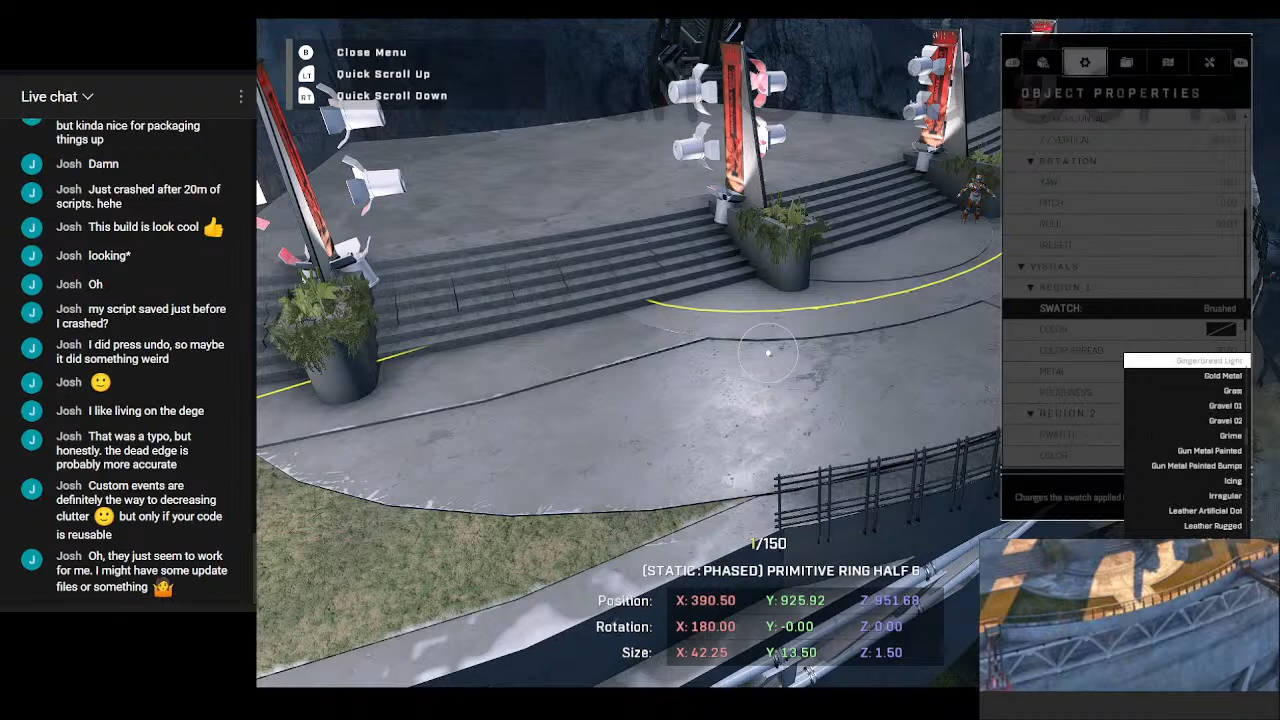 Live chat
but kinda nice for packaging
things up
J Josh Damn
J Josh Just crashed after 20m of
scripts. hehe
J Josh This build is look cool 👍
J Josh looking*
J Josh Oh
J Josh my script saved just before
I crashed?
J Josh I did press undo, so maybe
it did something weird
J Josh 🙂
J Josh I like living on the dege
J Josh That was a typo, but
honestly. the dead edge is
probably more accurate
J Josh Custom events are
definitely the way to decreasing
clutter 🙂 but only if your code
is reusable
J Josh Oh, they just seem to work
for me. I might have some update
files or something 🤷
B Close Menu
LT Quick Scroll Up
RT Quick Scroll Down
OBJECT PROPERTIES
ROTATION
YAW
PITCH
ROLL
(RESET)
VISUALS
REGION 1
SWATCH: Brushed
COLOR
COLOR SPREAD
METAL
ROUGHNESS
REGION 2
SWATCH
COLOR
Changes the swatch applied
Gingerbread Light
Gold Metal
Grass
Gravel 01
Gravel 02
Grime
Gun Metal Painted
Gun Metal Painted Bumps
Icing
Irregular
Leather Artificial Dot
Leather Rugged
1/150
(STATIC:PHASED) PRIMITIVE RING HALF 6
Position: X: 390.50 Y: 925.92 Z: 951.68
Rotation: X: 180.00 Y: -0.00 Z: 0.00
Size: X: 42.25 Y: 13.50 Z: 1.50